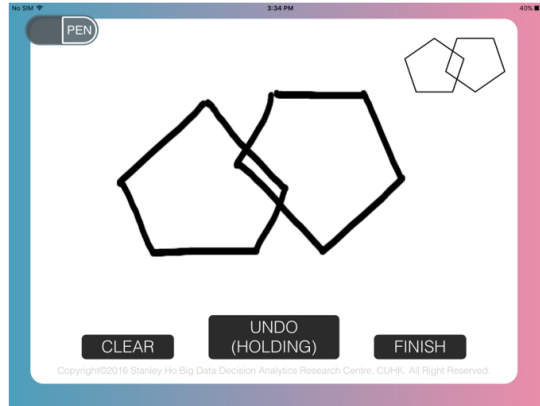 No SIM 3:34 PM 40%
PEN
CLEAR
UNDO
(HOLDING)
FINISH
Copyright©2016 Stanley Ho Big Data Decision Analytics Research Centre, CUHK. All Right Reserved.